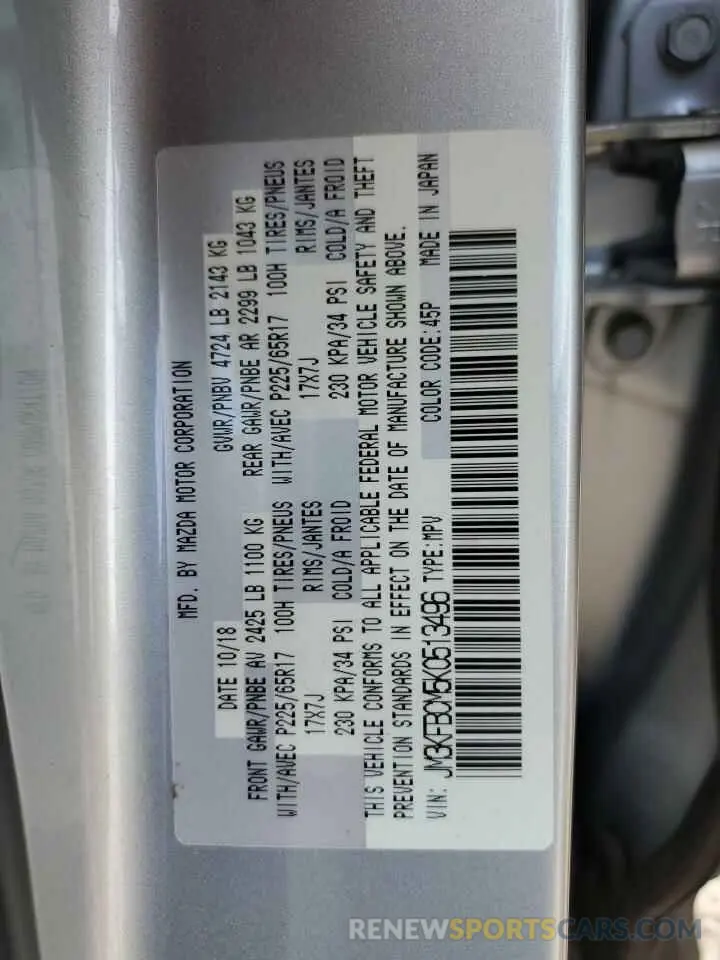 MFD. BY MAZDA MOTOR CORPORATION
DATE 10/18 GVWR/PNBV 4724 LB 2143 KG
FRONT GAWR/PNBE AV 2425 LB 1100 KG REAR GAWR/PNBE AR 2299 LB 1043 KG
WITH/AVEC P225/65R17 100H TIRES/PNEUS WITH/AVEC P225/65R17 100H TIRES/PNEUS
17X7J RIMS/JANTES 17X7J RIMS/JANTES
230 KPA/34 PSI COLD/A FROID 230 KPA/34 PSI COLD/A FROID
THIS VEHICLE CONFORMS TO ALL APPLICABLE FEDERAL MOTOR VEHICLE SAFETY AND THEFT
PREVENTION STANDARDS IN EFFECT ON THE DATE OF MANUFACTURE SHOWN ABOVE.
VIN: JM3KFBCM5K0513496 TYPE:MPV COLOR CODE:45P MADE IN JAPAN
RENEWSPORTSCARS.COM